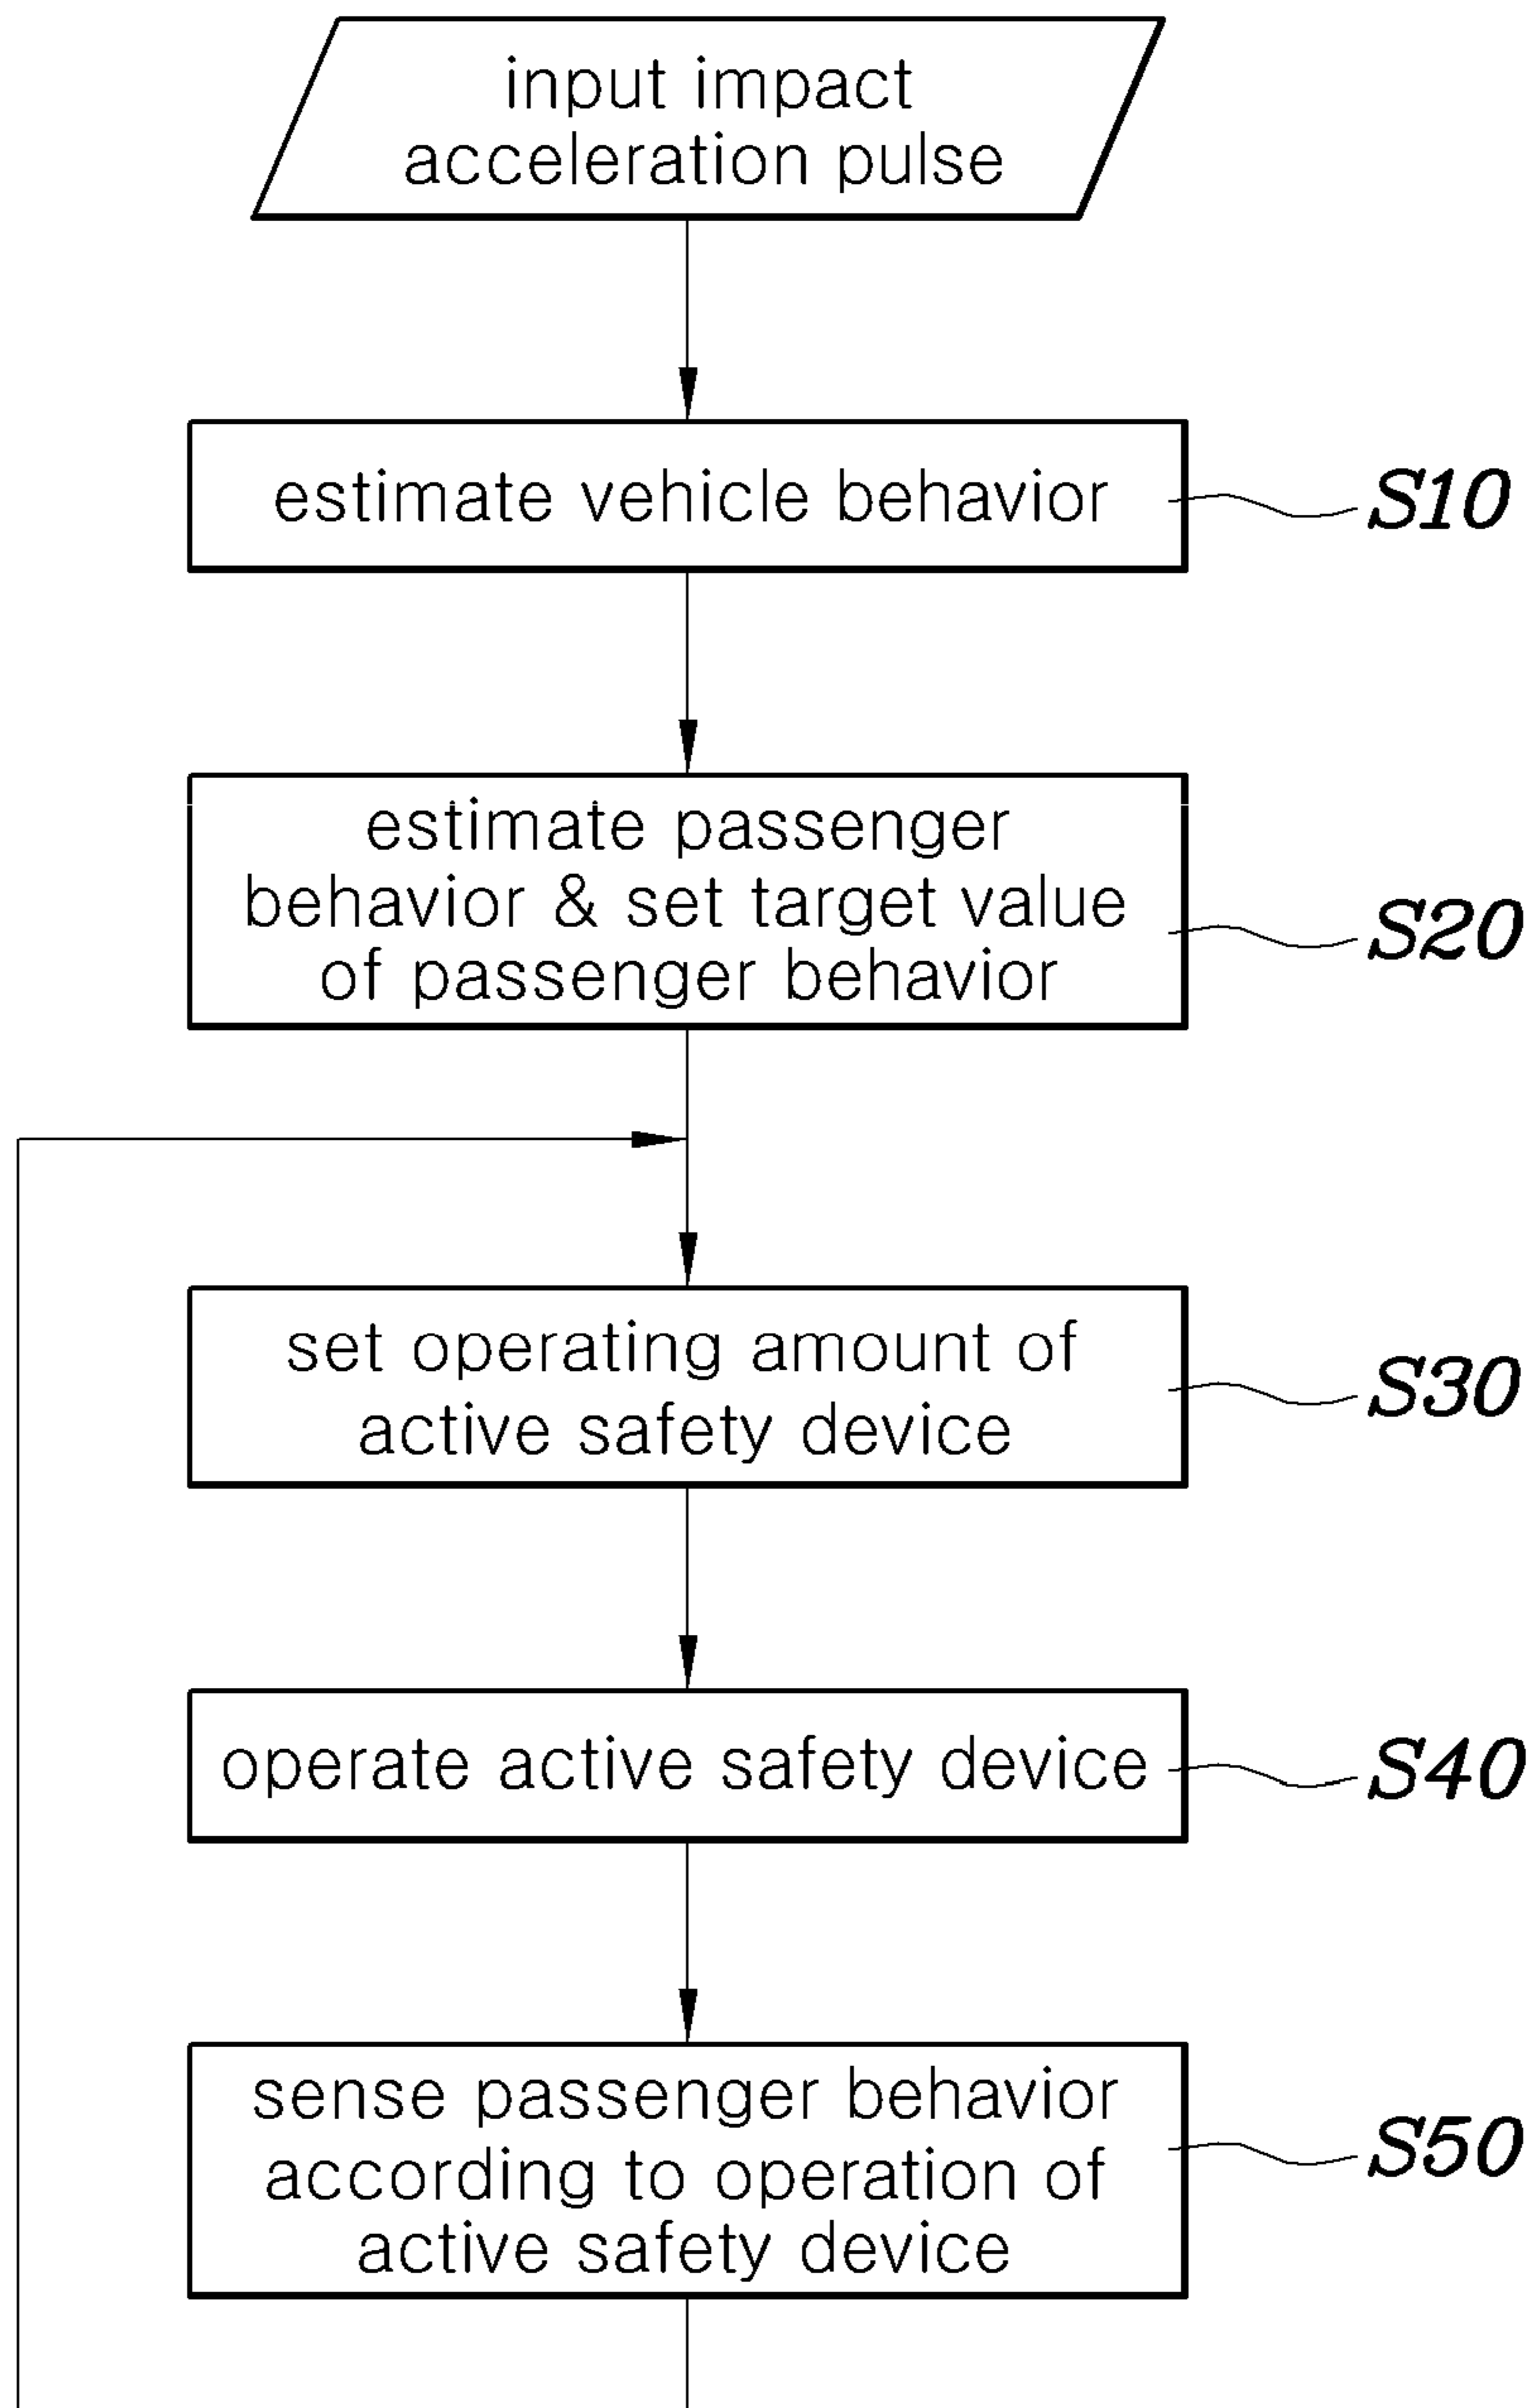 input impact
acceleration pulse
estimate vehicle behavior
S10
estimate passenger
behavior & set target value
of passenger behavior
S20
set operating amount of
active safety device
S30
operate active safety device
S40
sense passenger behavior
according to operation of
active safety device
S50